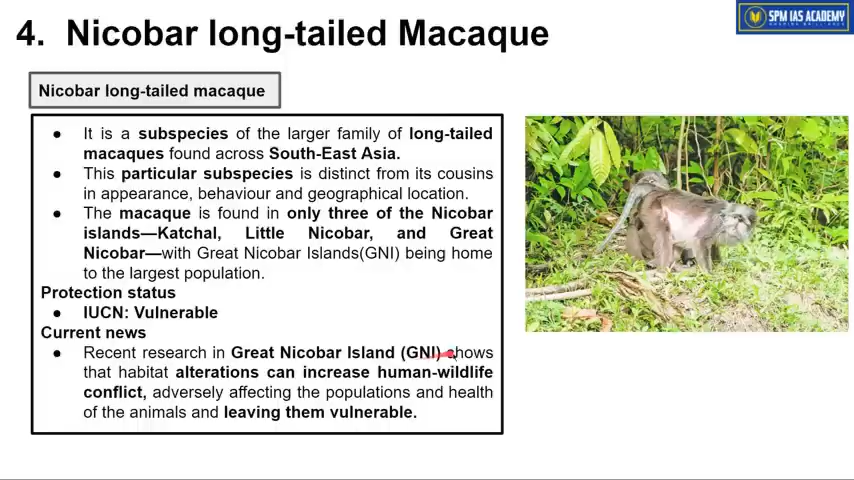 4. Nicobar long-tailed Macaque
SPM IAS ACADEMY
Nicobar long-tailed macaque
● It is a subspecies of the larger family of long-tailed
macaques found across South-East Asia.
● This particular subspecies is distinct from its cousins
in appearance, behaviour and geographical location.
● The macaque is found in only three of the Nicobar
islands—Katchal, Little Nicobar, and Great
Nicobar—with Great Nicobar Islands(GNI) being home
to the largest population.
Protection status
● IUCN: Vulnerable
Current news
● Recent research in Great Nicobar Island (GNI) shows
that habitat alterations can increase human-wildlife
conflict, adversely affecting the populations and health
of the animals and leaving them vulnerable.